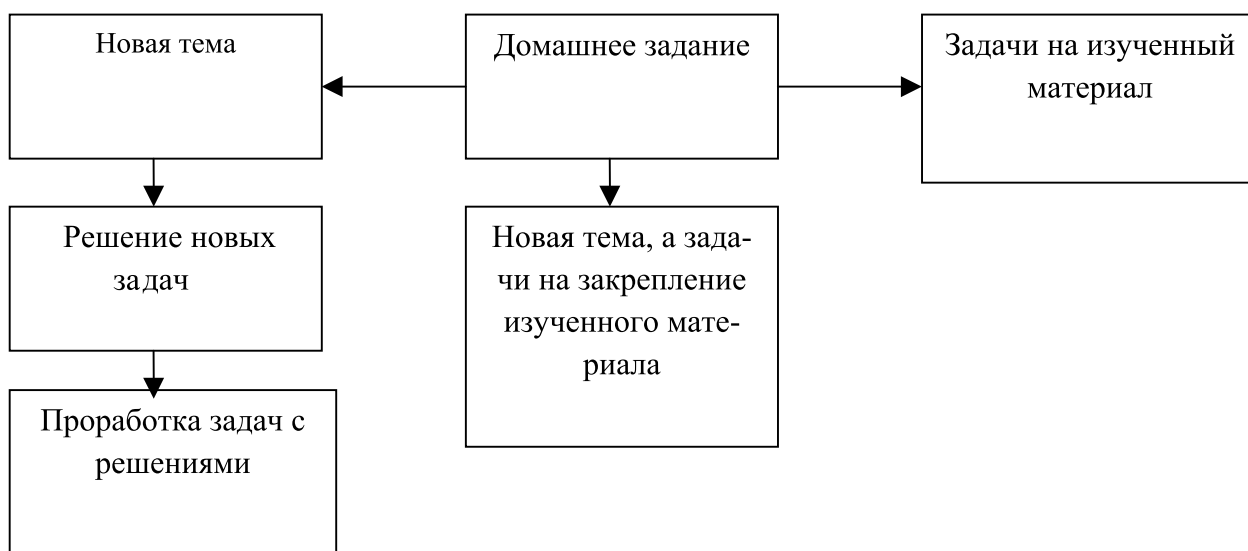 Новая тема
Домашнее задание
Задачи на изученный
материал
Решение новых
задач
Новая тема, а зада-
чи на закрепление
изученного мате-
риала
Проработка задач с
решениями